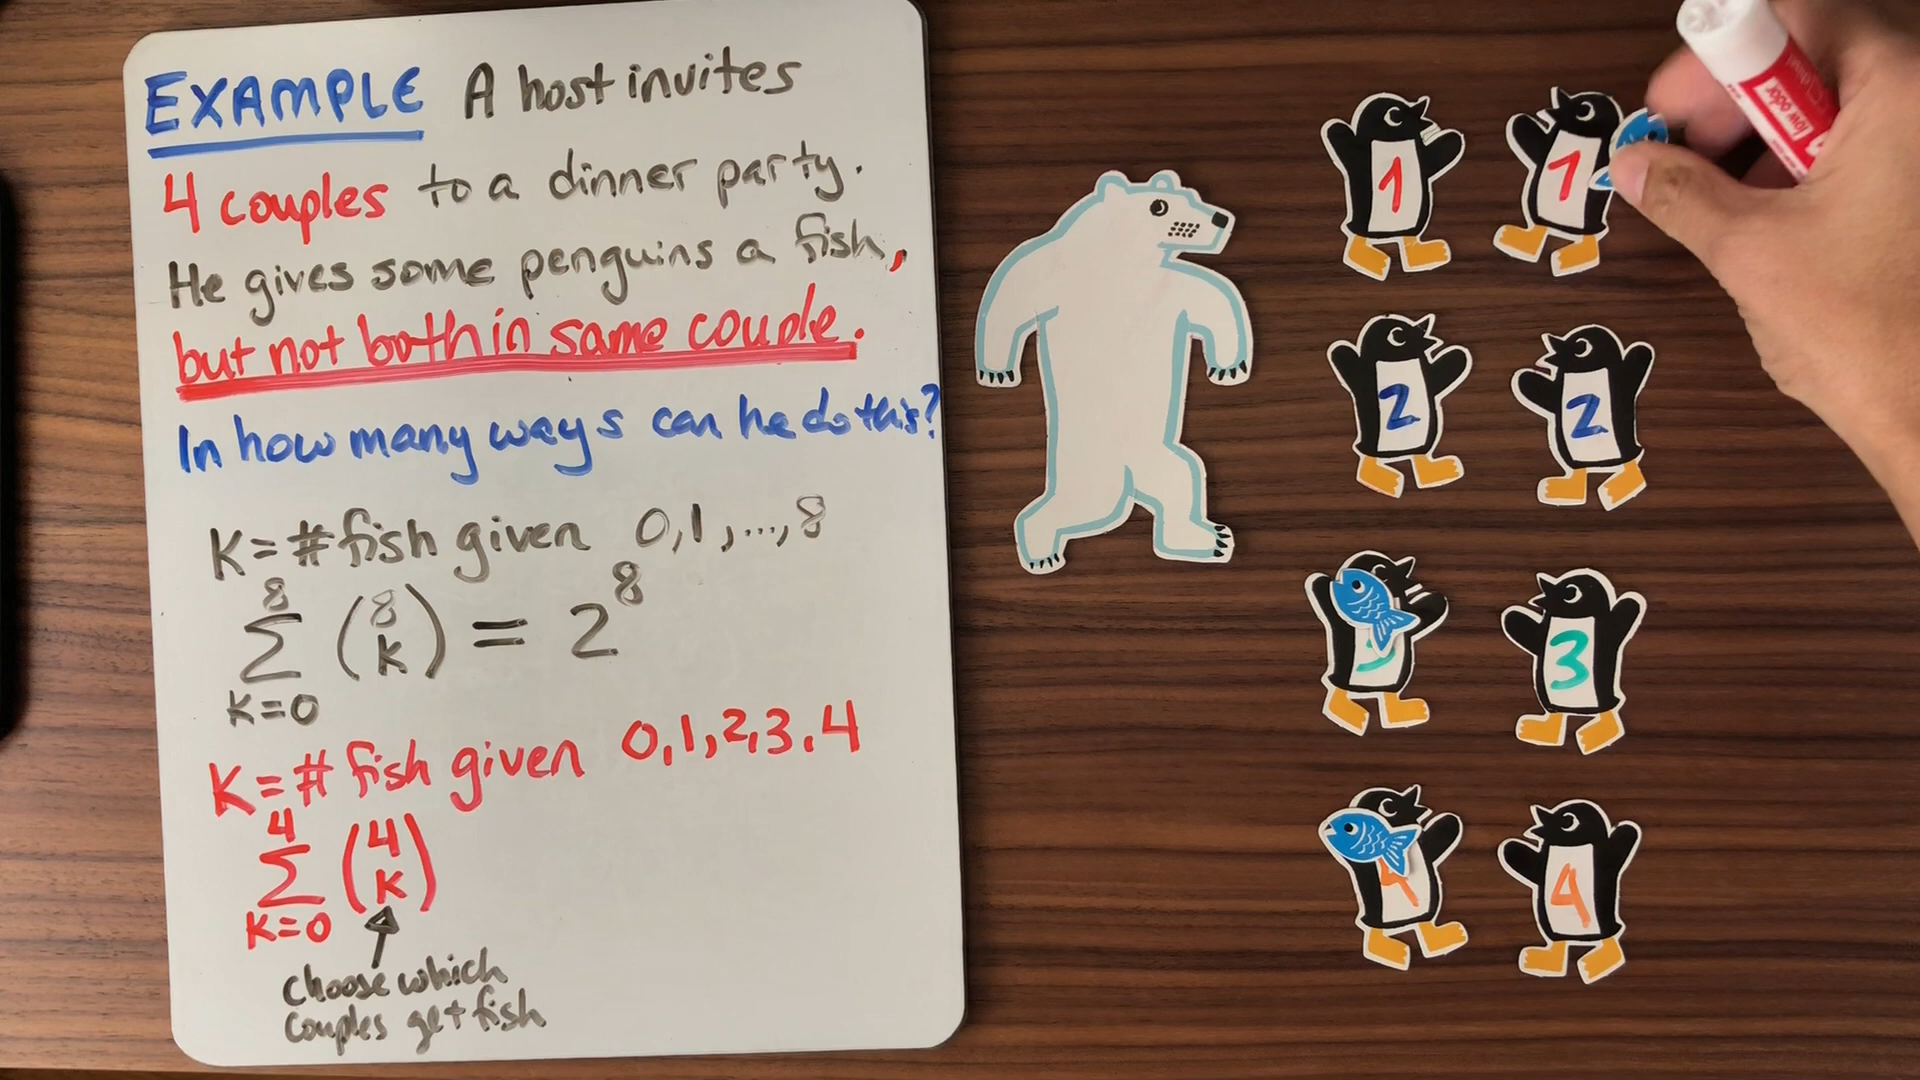 EXAMPLE A host invites
4 couples to a dinner party.
He gives some penguins a fish,
but not both in same couple.
In how many ways can he do this?
K = # fish given 0,1,...,8
8
∑ (8 k) = 2^8
K=0
K = # fish given 0,1,2,3,4
4
∑ (4 k)
K=0
Choose which
Couples get fish
1 1
2 2
3
4
low odor